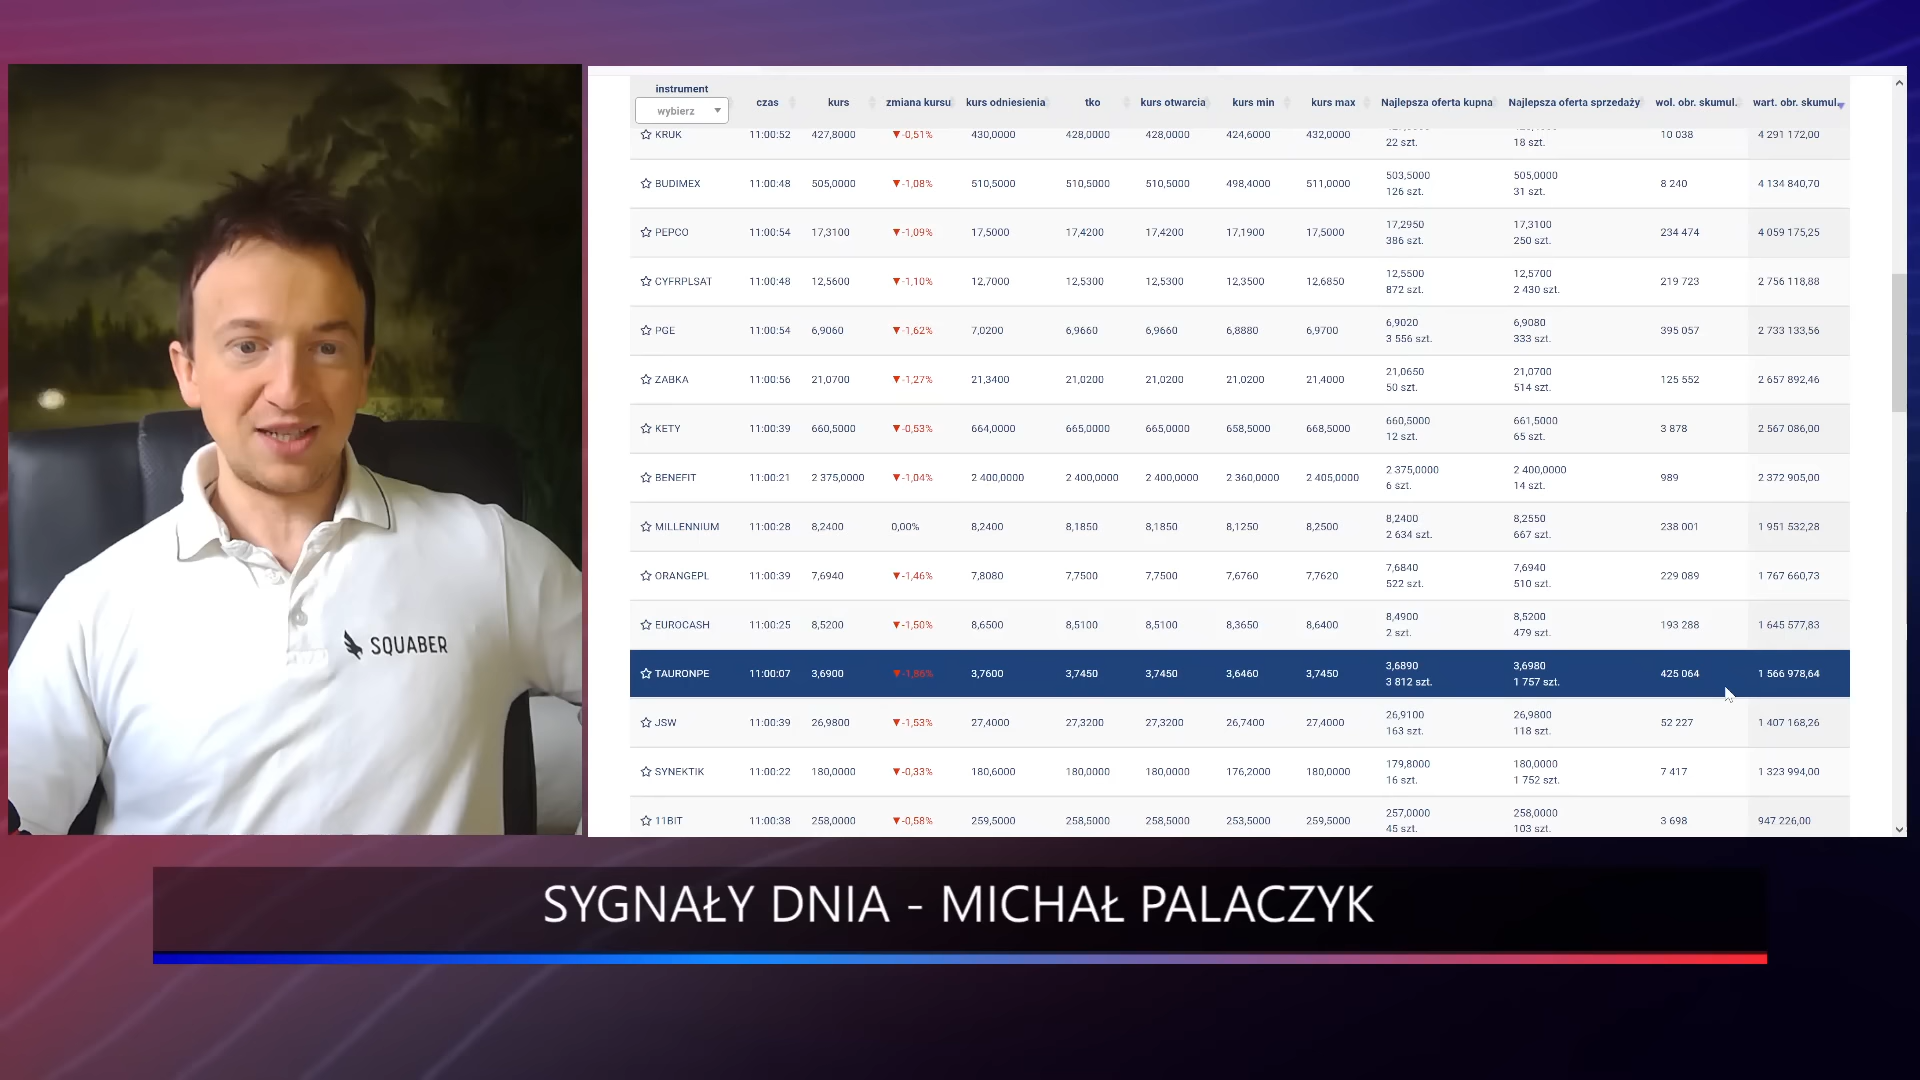 instrument
wybierz
czas kurs zmiana kursu kurs odniesienia tko kurs otwarcia kurs min kurs max Najlepsza oferta kupna Najlepsza oferta sprzedaży wol. obr. skumul. wart. obr. skumul.
KRUK 11:00:52 427,8000 ▼-0,51% 430,0000 428,0000 428,0000 424,6000 432,0000 22 szt. 18 szt. 10 038 4 291 172,00
BUDIMEX 11:00:48 505,0000 ▼-1,08% 510,5000 510,5000 510,5000 498,4000 511,0000 503,5000 126 szt. 505,0000 31 szt. 8 240 4 134 840,70
PEPCO 11:00:54 17,3100 ▼-1,09% 17,5000 17,4200 17,4200 17,1900 17,5000 17,2950 386 szt. 17,3100 250 szt. 234 474 4 059 175,25
CYFRPLSAT 11:00:48 12,5600 ▼-1,10% 12,7000 12,5300 12,5300 12,3500 12,6850 12,5500 872 szt. 12,5700 2 430 szt. 219 723 2 756 118,88
PGE 11:00:54 6,9060 ▼-1,62% 7,0200 6,9660 6,9660 6,8880 6,9700 6,9020 3 556 szt. 6,9080 333 szt. 395 057 2 733 133,56
ZABKA 11:00:56 21,0700 ▼-1,27% 21,3400 21,0200 21,0200 21,0200 21,4000 21,0650 50 szt. 21,0700 514 szt. 125 552 2 657 892,46
KETY 11:00:39 660,5000 ▼-0,53% 664,0000 665,0000 665,0000 658,5000 668,5000 660,5000 12 szt. 661,5000 65 szt. 3 878 2 567 086,00
BENEFIT 11:00:21 2 375,0000 ▼-1,04% 2 400,0000 2 400,0000 2 400,0000 2 360,0000 2 405,0000 2 375,0000 6 szt. 2 400,0000 14 szt. 989 2 372 905,00
MILLENNIUM 11:00:28 8,2400 0,00% 8,2400 8,1850 8,1850 8,1250 8,2500 8,2400 2 634 szt. 8,2550 667 szt. 238 001 1 951 532,28
ORANGEPL 11:00:39 7,6940 ▼-1,46% 7,8080 7,7500 7,7500 7,6760 7,7620 7,6840 522 szt. 7,6940 510 szt. 229 089 1 767 660,73
EUROCASH 11:00:25 8,5200 ▼-1,50% 8,6500 8,5100 8,5100 8,3650 8,6400 8,4900 2 szt. 8,5200 479 szt. 193 288 1 645 577,83
TAURONPE 11:00:07 3,6900 ▼-1,86% 3,7600 3,7450 3,7450 3,6460 3,7450 3,6890 3 812 szt. 3,6980 1 757 szt. 425 064 1 566 978,64
JSW 11:00:39 26,9800 ▼-1,53% 27,4000 27,3200 27,3200 26,7400 27,4000 26,9100 163 szt. 26,9800 118 szt. 52 227 1 407 168,26
SYNEKTIK 11:00:22 180,0000 ▼-0,33% 180,6000 180,0000 180,0000 176,2000 180,0000 179,8000 16 szt. 180,0000 1 752 szt. 7 417 1 323 994,00
11BIT 11:00:38 258,0000 ▼-0,58% 259,5000 258,5000 258,5000 253,5000 259,5000 257,0000 45 szt. 258,0000 103 szt. 3 698 947 226,00
SQUABER
SYGNAŁY DNIA - MICHAŁ PALACZYK